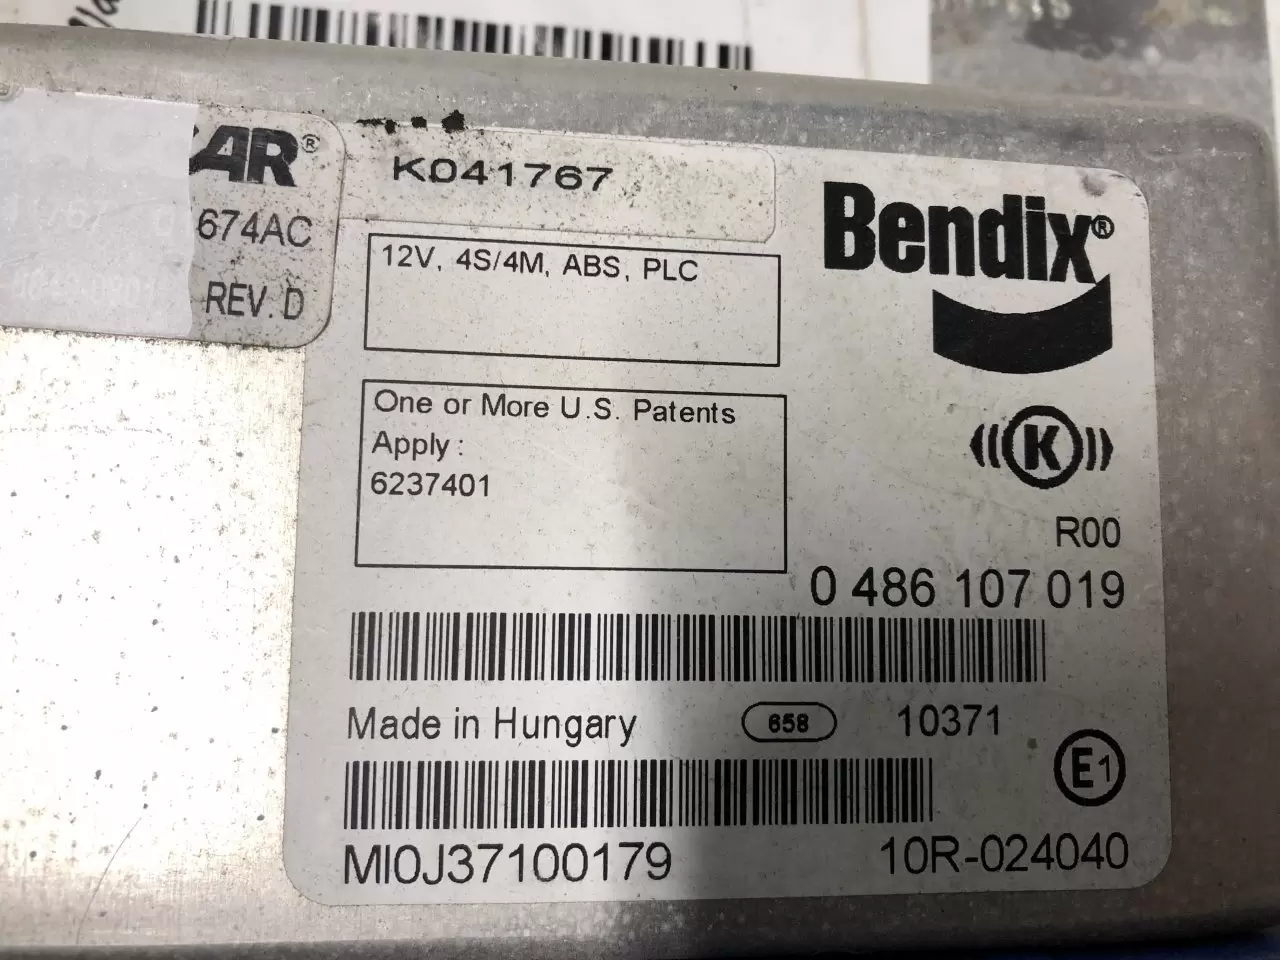 AR®
674AC
REV. D
K041767
12V, 4S/4M, ABS, PLC
Bendix®
One or More U.S. Patents
Apply :
6237401
K
R00
0 486 107 019
Made in Hungary 658 10371
E1
MI0J37100179 10R-024040